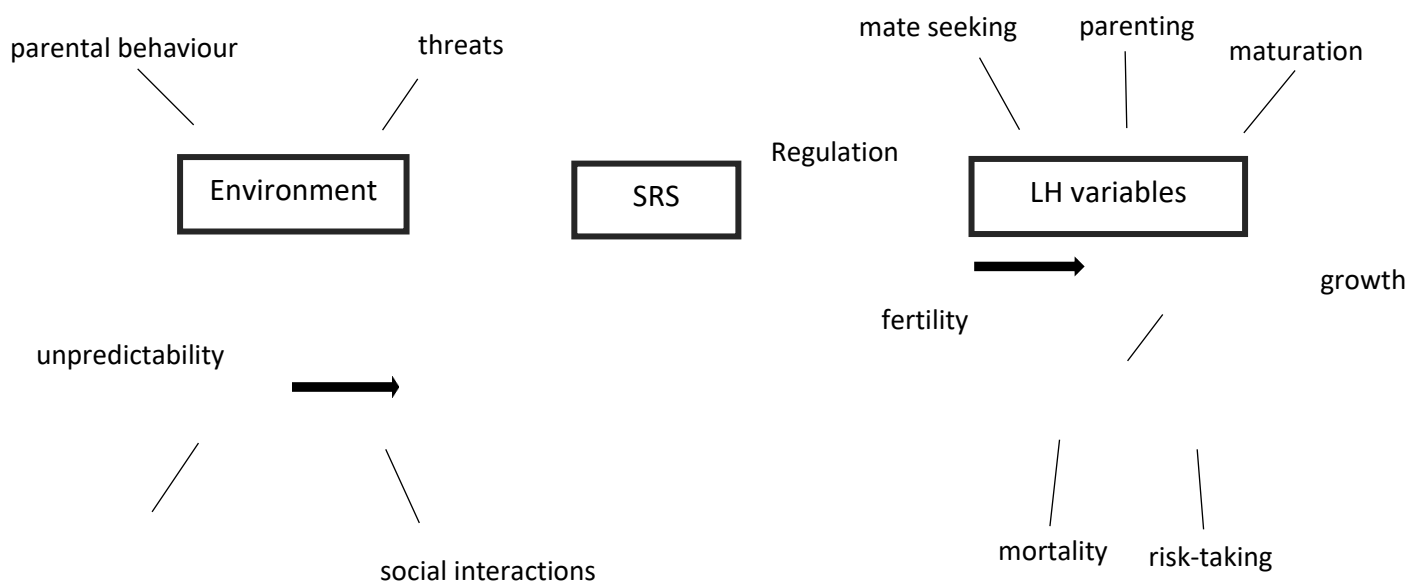 mate seeking
parenting
parental behaviour
threats
maturation
Regulation
Environment
SRS
LH variables
growth
fertility
unpredictability
mortality
risk-taking
social interactions